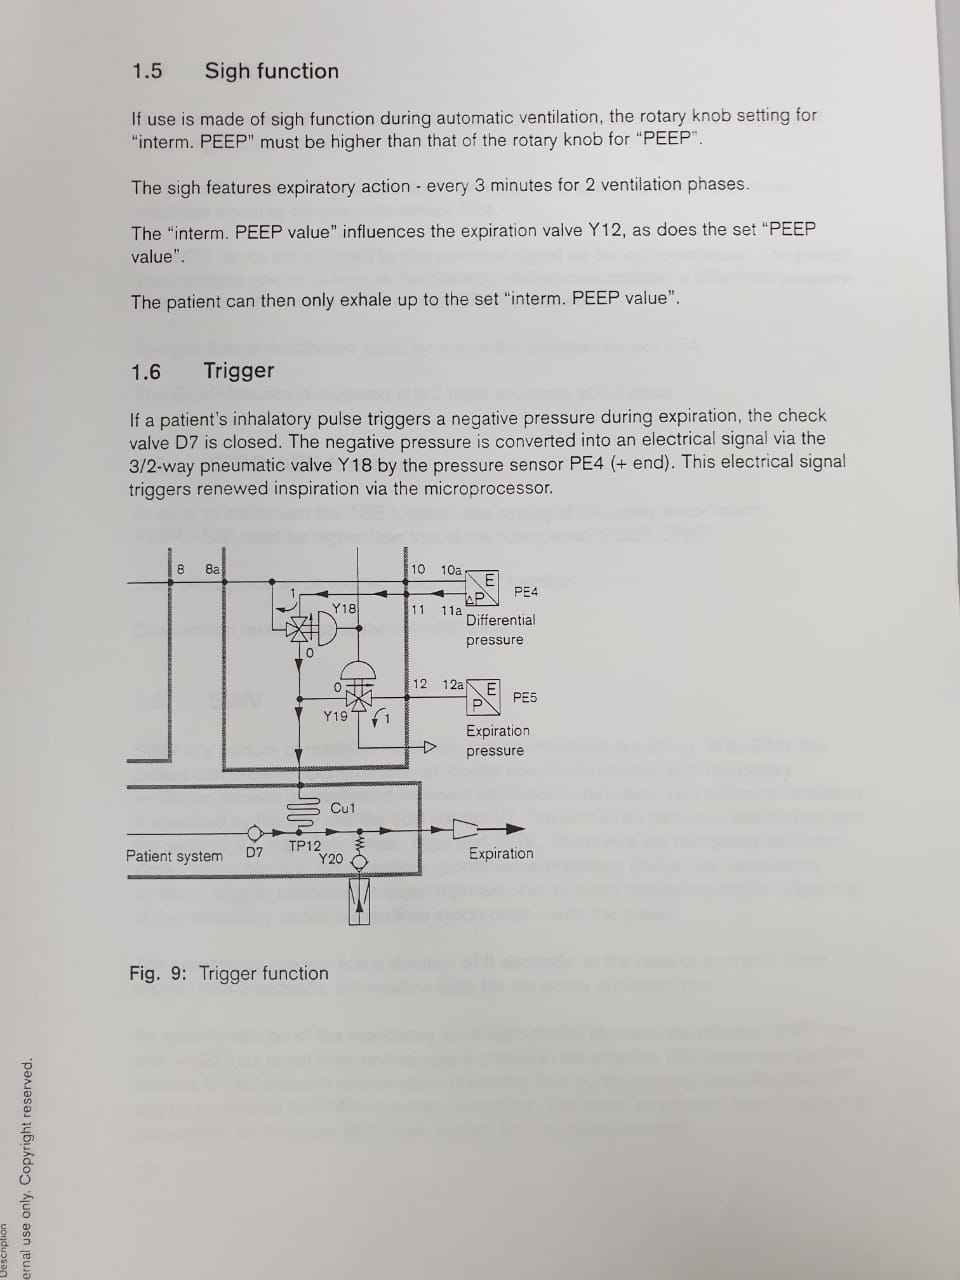 1.5 Sigh function
If use is made of sigh function during automatic ventilation, the rotary knob setting for
"interm. PEEP" must be higher than that of the rotary knob for "PEEP".
The sigh features expiratory action - every 3 minutes for 2 ventilation phases.
The "interm. PEEP value" influences the expiration valve Y12, as does the set "PEEP
value".
The patient can then only exhale up to the set "interm. PEEP value".
1.6 Trigger
If a patient's inhalatory pulse triggers a negative pressure during expiration, the check
valve D7 is closed. The negative pressure is converted into an electrical signal via the
3/2-way pneumatic valve Y18 by the pressure sensor PE4 (+ end). This electrical signal
triggers renewed inspiration via the microprocessor.
8 8a 10 10a E
1 ΔP PE4
Y18 11 11a
Differential
pressure
0
0 12 12a E
P PE5
Y19 1
Expiration
pressure
Cu1
TP12
Patient system D7 Y20 Expiration
Fig. 9: Trigger function
ernal use only. Copyright reserved.
Description